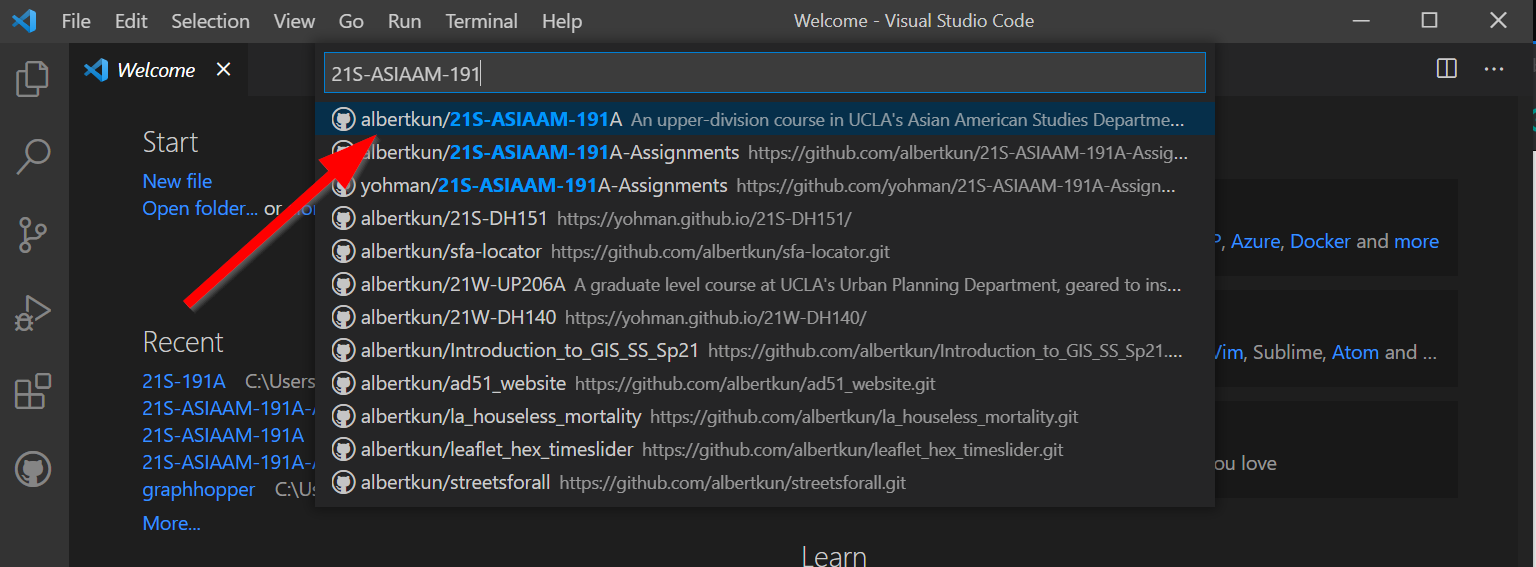 File Edit Selection View Go Run Terminal Help Welcome - Visual Studio Code
Welcome
21S-ASIAAM-191
albertkun/21S-ASIAAM-191A An upper-division course in UCLA's Asian American Studies Departme...
albertkun/21S-ASIAAM-191A-Assignments https://github.com/albertkun/21S-ASIAAM-191A-Assig...
yohman/21S-ASIAAM-191A-Assignments https://github.com/yohman/21S-ASIAAM-191A-Assignm...
albertkun/21S-DH151 https://yohman.github.io/21S-DH151/
albertkun/sfa-locator https://github.com/albertkun/sfa-locator.git
albertkun/21W-UP206A A graduate level course at UCLA's Urban Planning Department, geared to ins...
albertkun/21W-DH140 https://yohman.github.io/21W-DH140/
albertkun/Introduction_to_GIS_SS_Sp21 https://github.com/albertkun/Introduction_to_GIS_SS_Sp21....
albertkun/ad51_website https://github.com/albertkun/ad51_website.git
albertkun/la_houseless_mortality https://github.com/albertkun/la_houseless_mortality.git
albertkun/leaflet_hex_timeslider https://github.com/albertkun/leaflet_hex_timeslider.git
albertkun/streetsforall https://github.com/albertkun/streetsforall.git
Start
New file
Open folder... or
Azure, Docker and more
Recent
Vim, Sublime, Atom and ...
21S-191A C:\Users
21S-ASIAAM-191A-
21S-ASIAAM-191A
21S-ASIAAM-191A-
you love
graphhopper C:\Us
More...
Learn